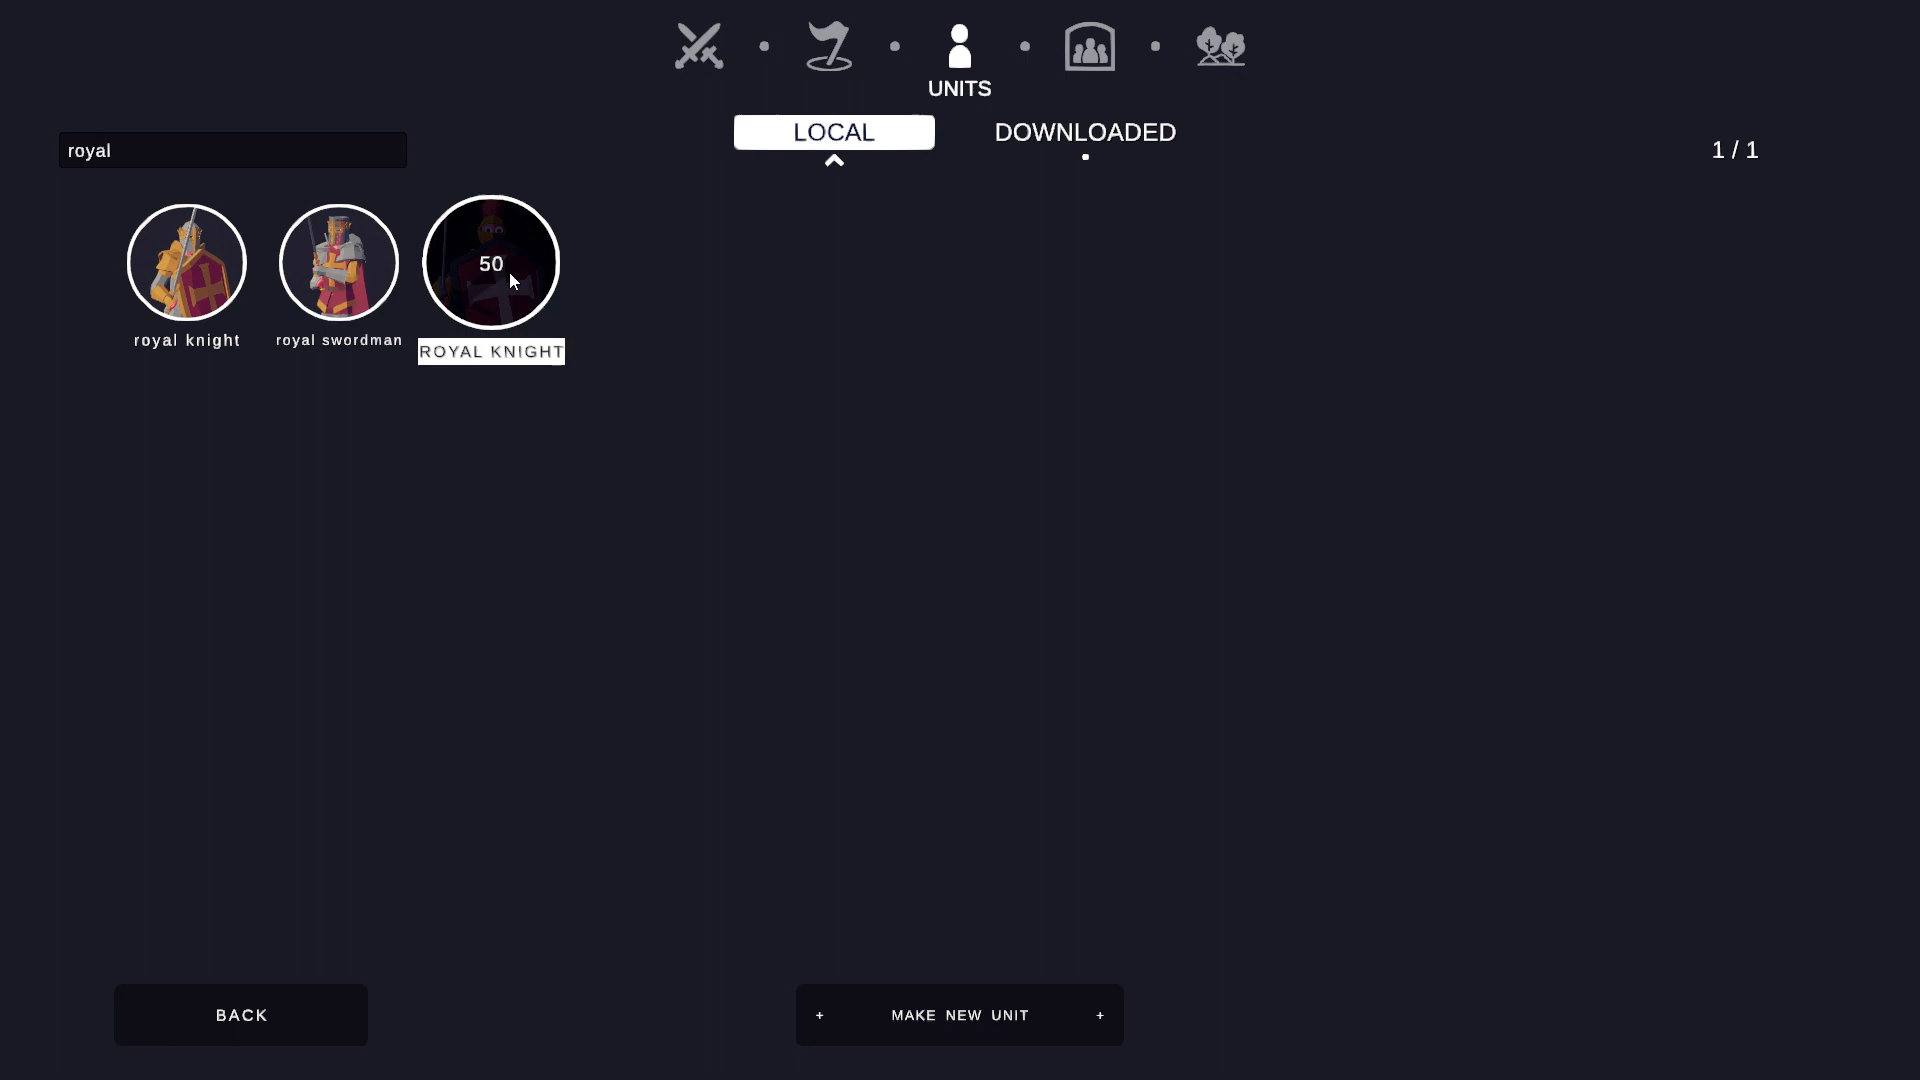 UNITS
LOCAL
DOWNLOADED
royal
1 / 1
50
royal knight
royal swordman
ROYAL KNIGHT
BACK
+ MAKE NEW UNIT +